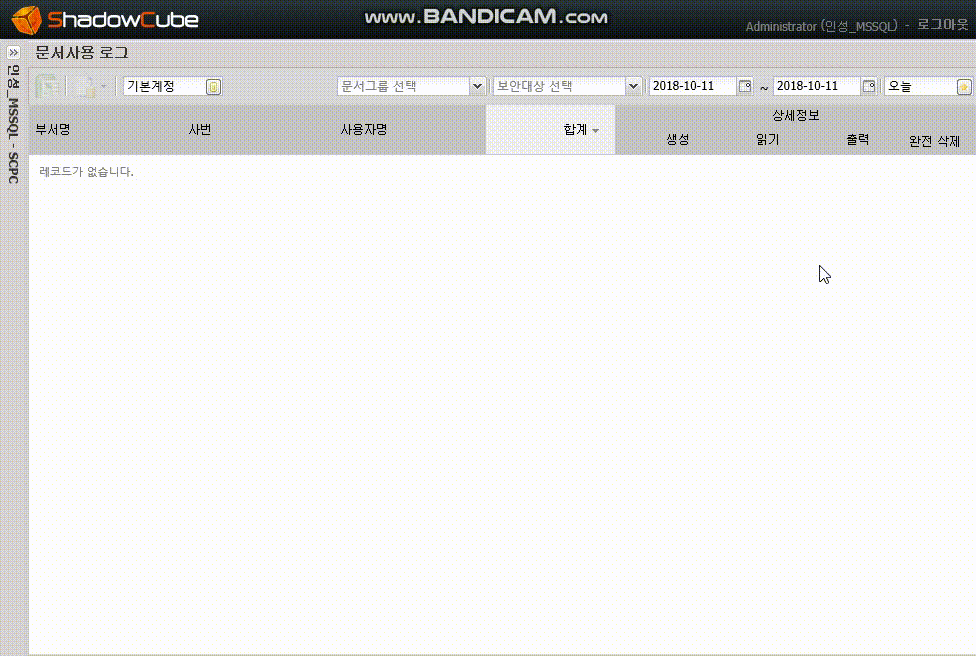 ShadowCube
www.BANDICAM.com
Administrator (인성_MSSQL) - 로그아웃
문서사용 로그
인성_MSSQL - SCPC
기본계정
문서그룹 선택
보안대상 선택
2018-10-11 ~ 2018-10-11
오늘
부서명 사번 사용자명 합계 상세정보
생성 읽기 출력 완전 삭제
레코드가 없습니다.